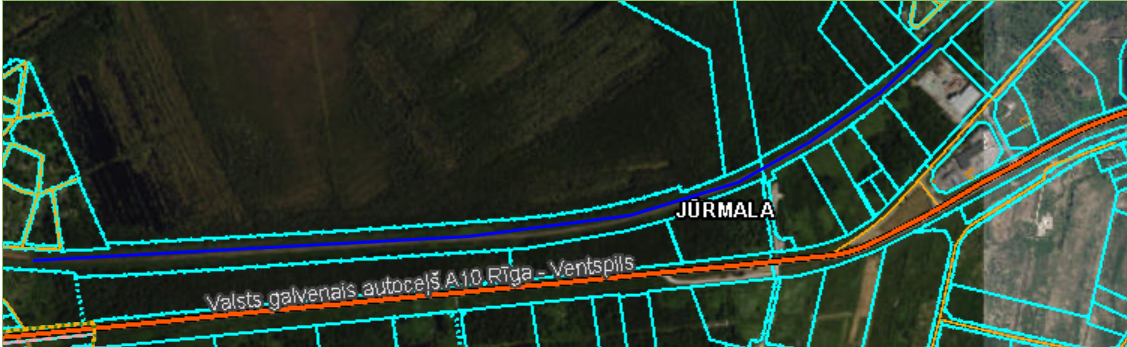 JŪRMALA
Valsts galvenais autoceļš A10 Rīga - Ventspils